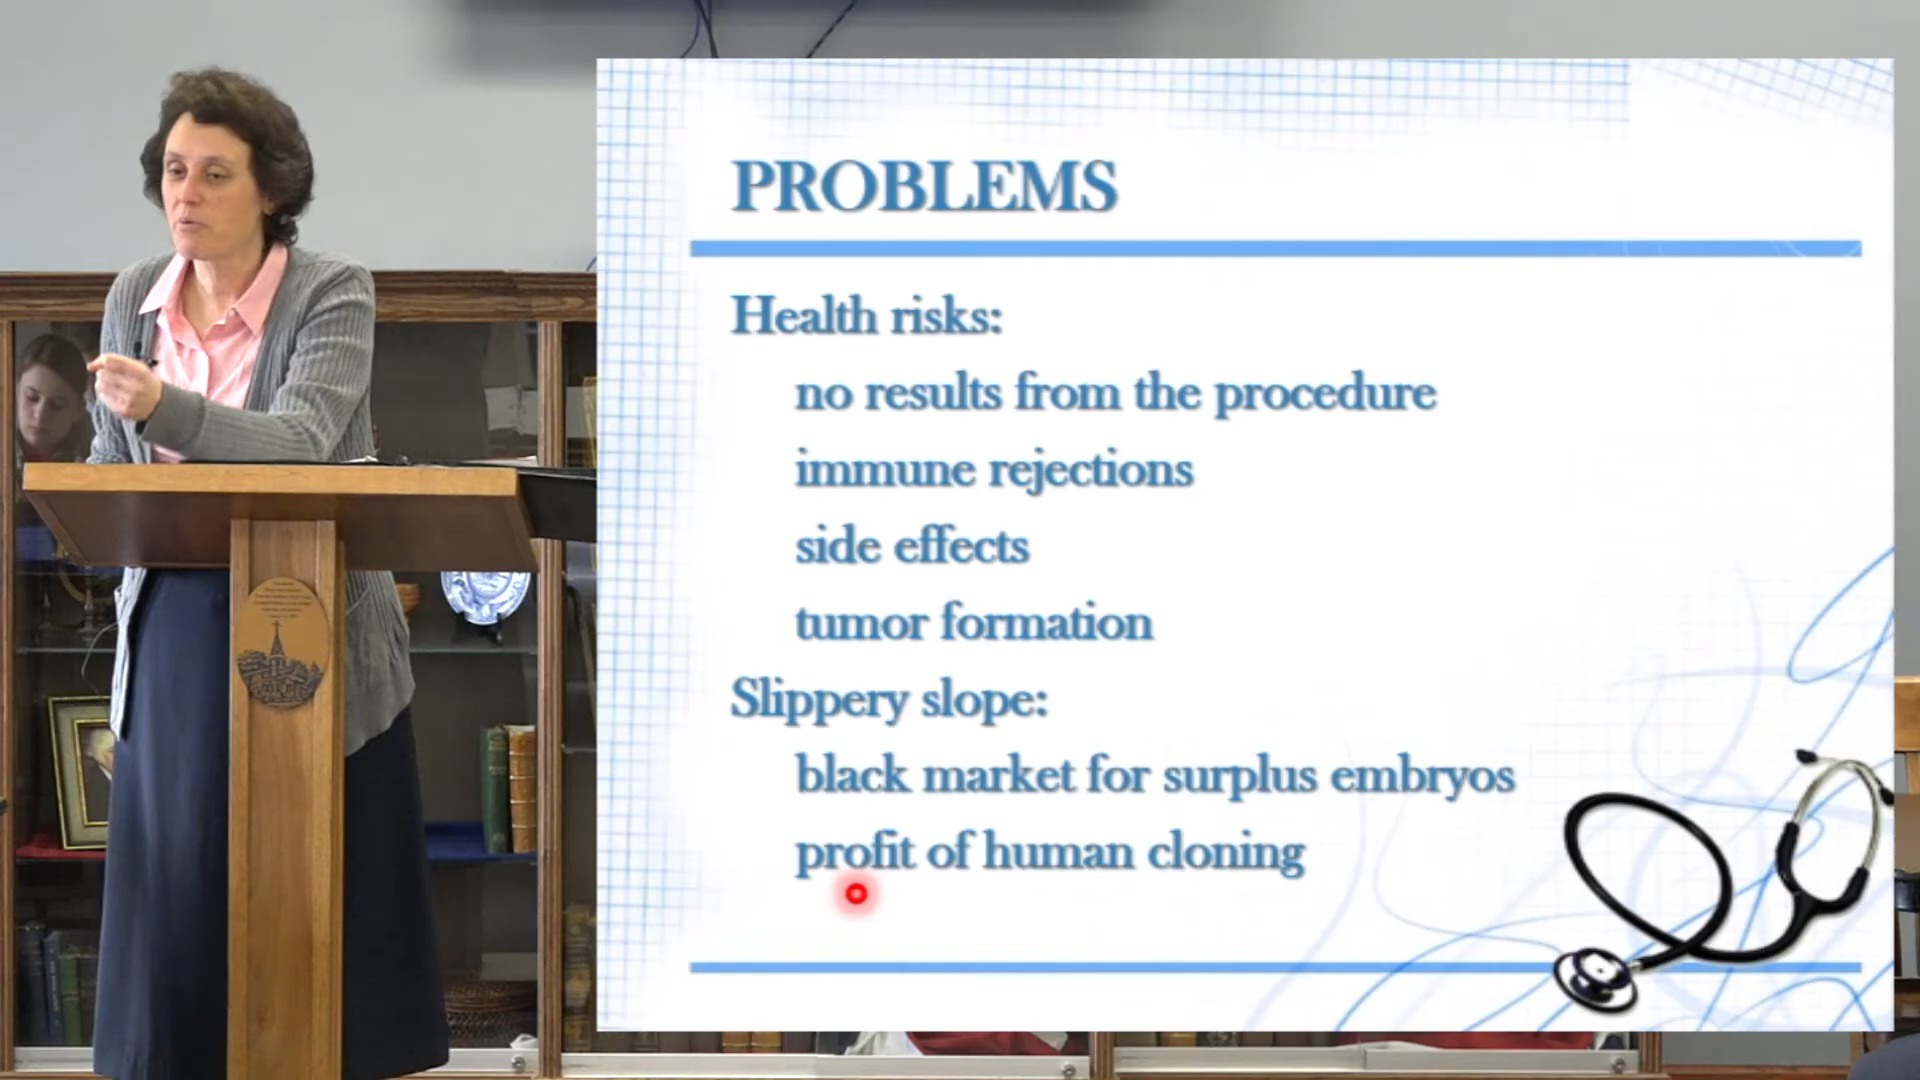 PROBLEMS
Health risks:
no results from the procedure
immune rejections
side effects
tumor formation
Slippery slope:
black market for surplus embryos
profit of human cloning